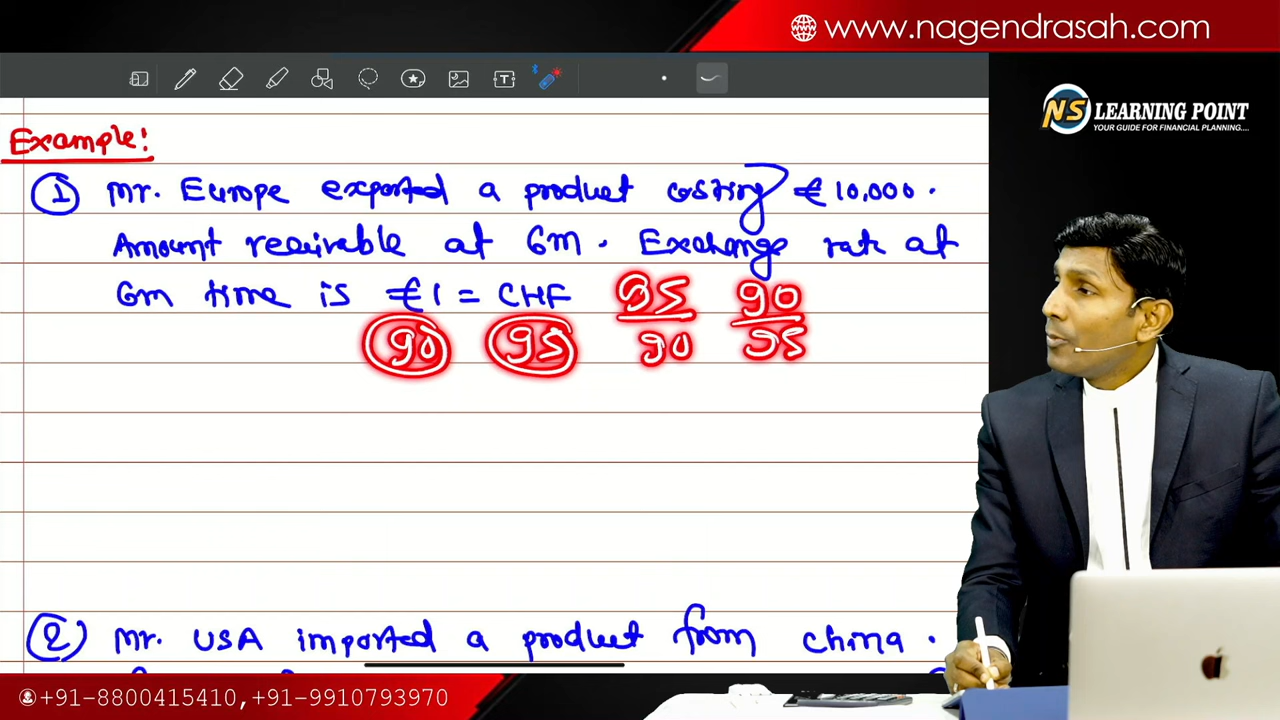 www.nagendrasah.com
NS LEARNING POINT
YOUR GUIDE FOR FINANCIAL PLANNING....
Example!
① Mr. Europe exported a product costing € 10,000.
Amount receivable at 6m. Exchange rate at
6m time is €1 = CHF 95 90
90 95 90 95
② Mr. USA imported a product from China.
+91-8800415410,+91-9910793970